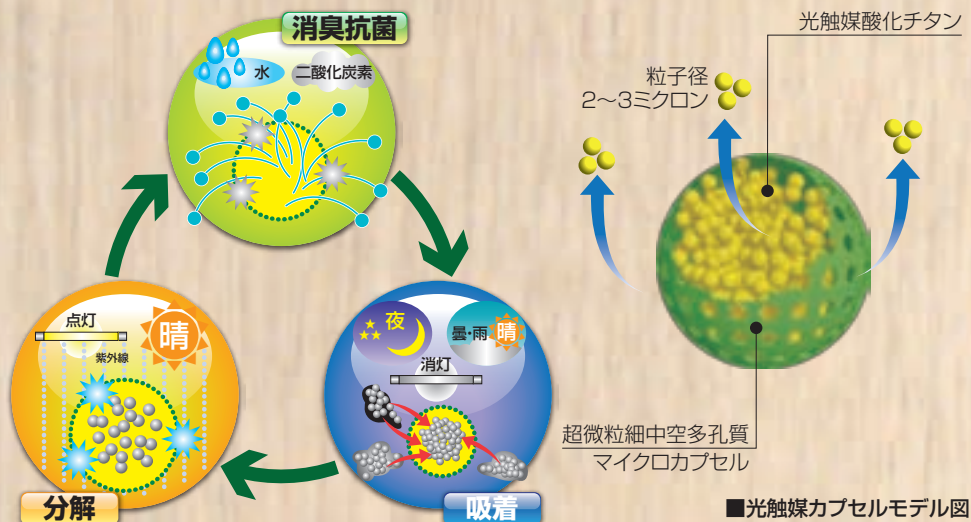 消臭抗菌
水
二酸化炭素
点灯
晴
紫外線
分解
夜
曇・雨
晴
消灯
吸着
光触媒酸化チタン
粒子径
2〜3ミクロン
超微粒細中空多孔質
マイクロカプセル
■光触媒カプセルモデル図